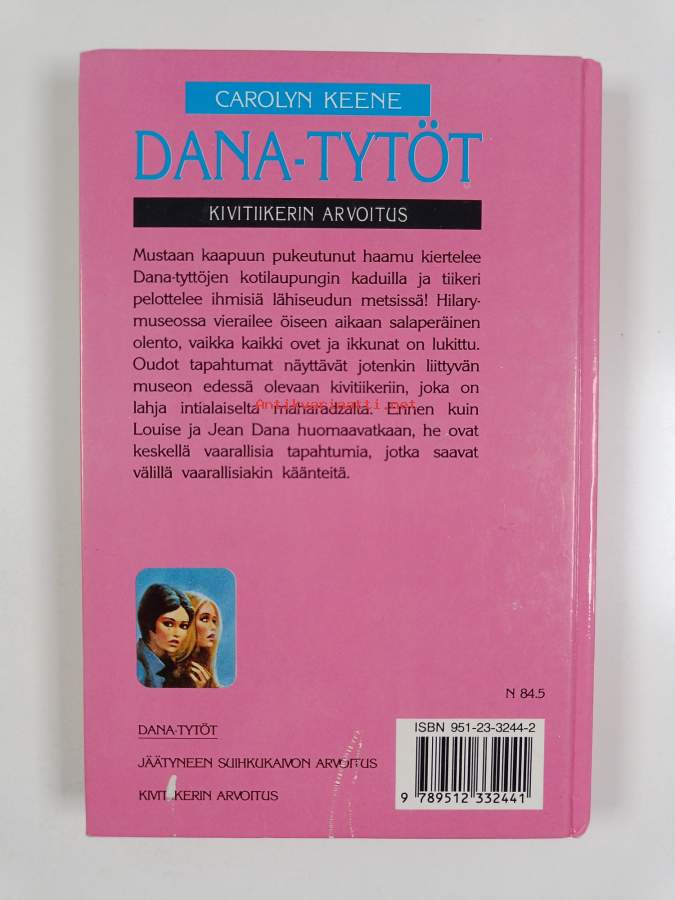 CAROLYN KEENE
DANA-TYTÖT
KIVITIIKERIN ARVOITUS
Mustaan kaapuun pukeutunut haamu kiertelee
Dana-tyttöjen kotilaupungin kaduilla ja tiikeri
pelottelee ihmisiä lähiseudun metsissä! Hilary-
museossa vierailee öiseen aikaan salaperäinen
olento, vaikka kaikki ovet ja ikkunat on lukittu.
Oudot tapahtumat näyttävät jotenkin liittyvän
museon edessä olevaan kivitiikeriin, joka on
lahja intialaiselta maharadzalta. Ennen kuin
Antikvariaatti.net
Louise ja Jean Dana huomaavatkaan, he ovat
keskellä vaarallisia tapahtumia, jotka saavat
välillä vaarallisiakin käänteitä.
N 84.5
DANA-TYTÖT
JÄÄTYNEEN SUIHKUKAIVON ARVOITUS
KIVITIIKERIN ARVOITUS
ISBN 951-23-3244-2
9 789512 332441